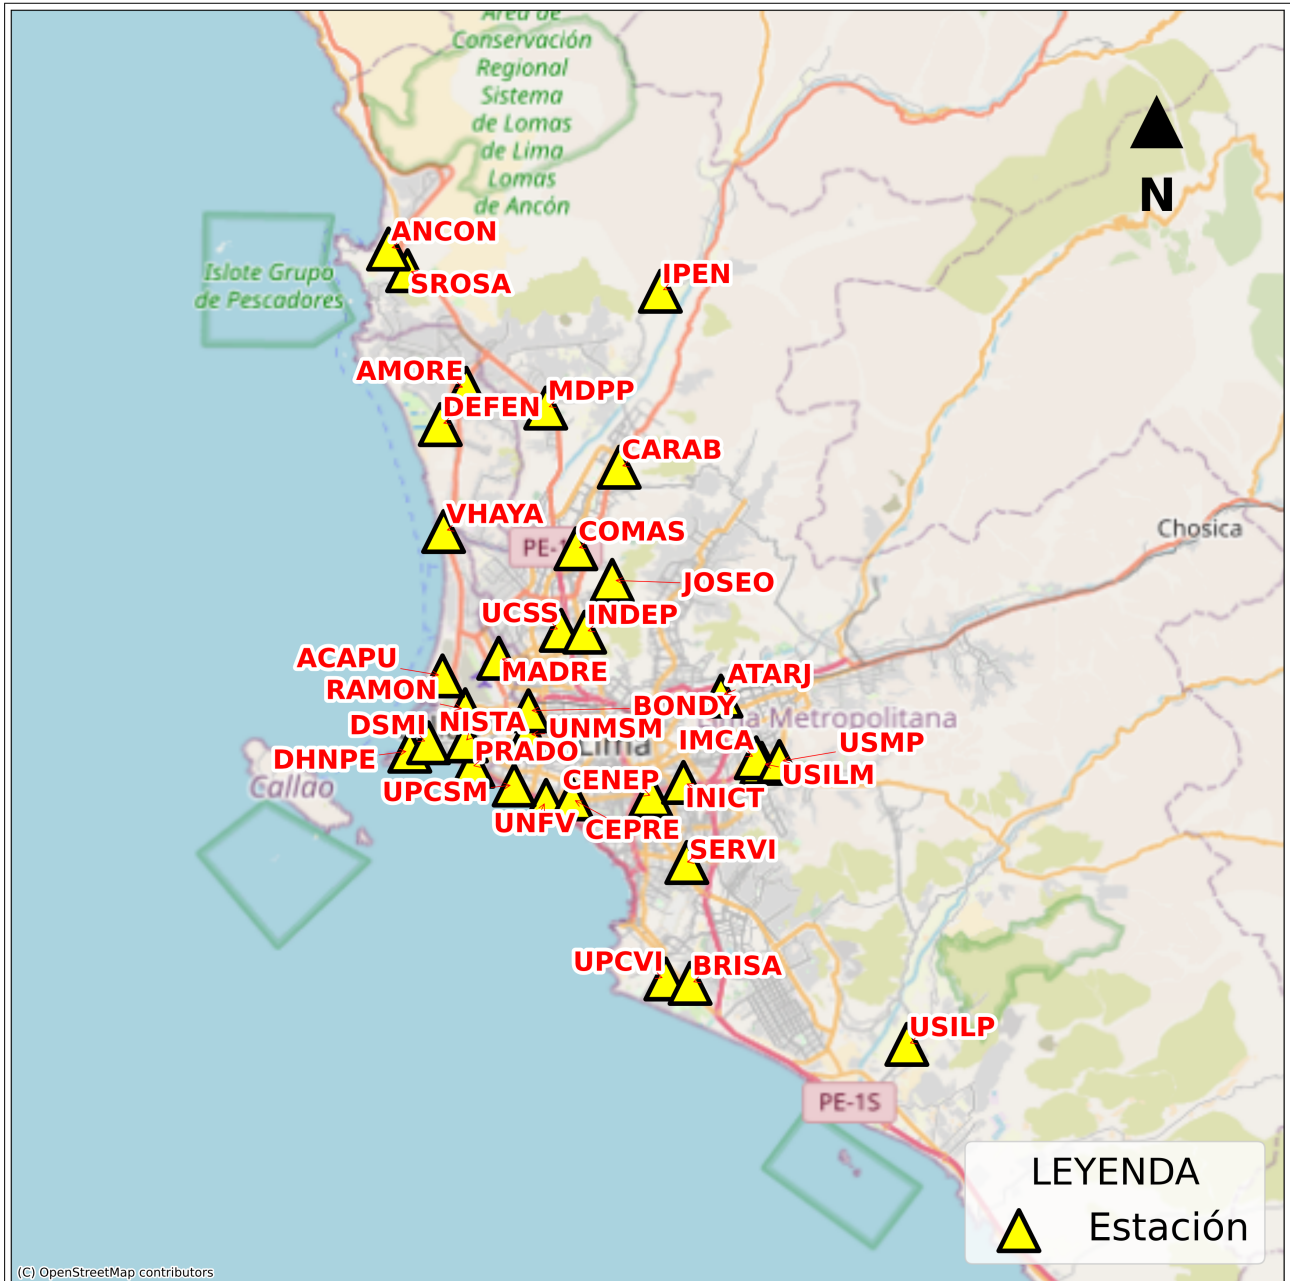 Área de
Conservación
Regional
Sistema
de Lomas
de Lima
Lomas
de Ancón
N
ANCON
SROSA
Islote Grupo
de Pescadores
IPEN
AMORE
MDPP
DEFEN
CARAB
VHAYA
Chosica
COMAS
PE-1
JOSEO
UCSS
INDEP
ACAPU
MADRE
ATARJ
RAMON
BONDY
NISTA
DSMI
UNMSM
Lima Metropolitana
Lima
IMCA
USMP
PRADO
DHNPE
USILM
CENEP
Callao
UPCSM
INICT
UNFV
CEPRE
SERVI
UPCVI
BRISA
USILP
PE-1S
LEYENDA
Estación
(C) OpenStreetMap contributors